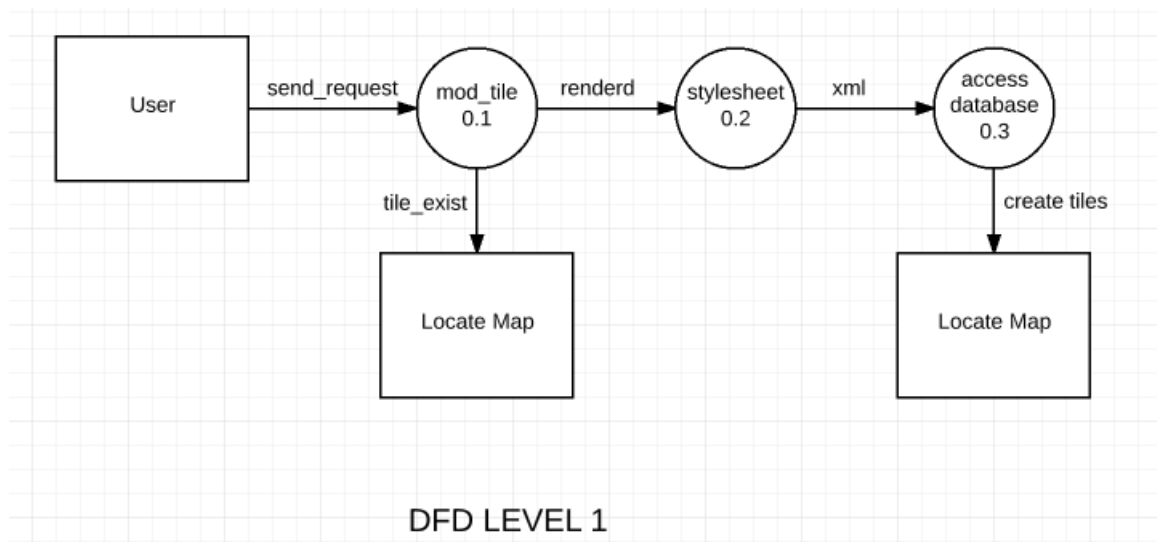 User
send_request
mod_tile
0.1
renderd
stylesheet
0.2
xml
access
database
0.3
tile_exist
create tiles
Locate Map
Locate Map
DFD LEVEL 1